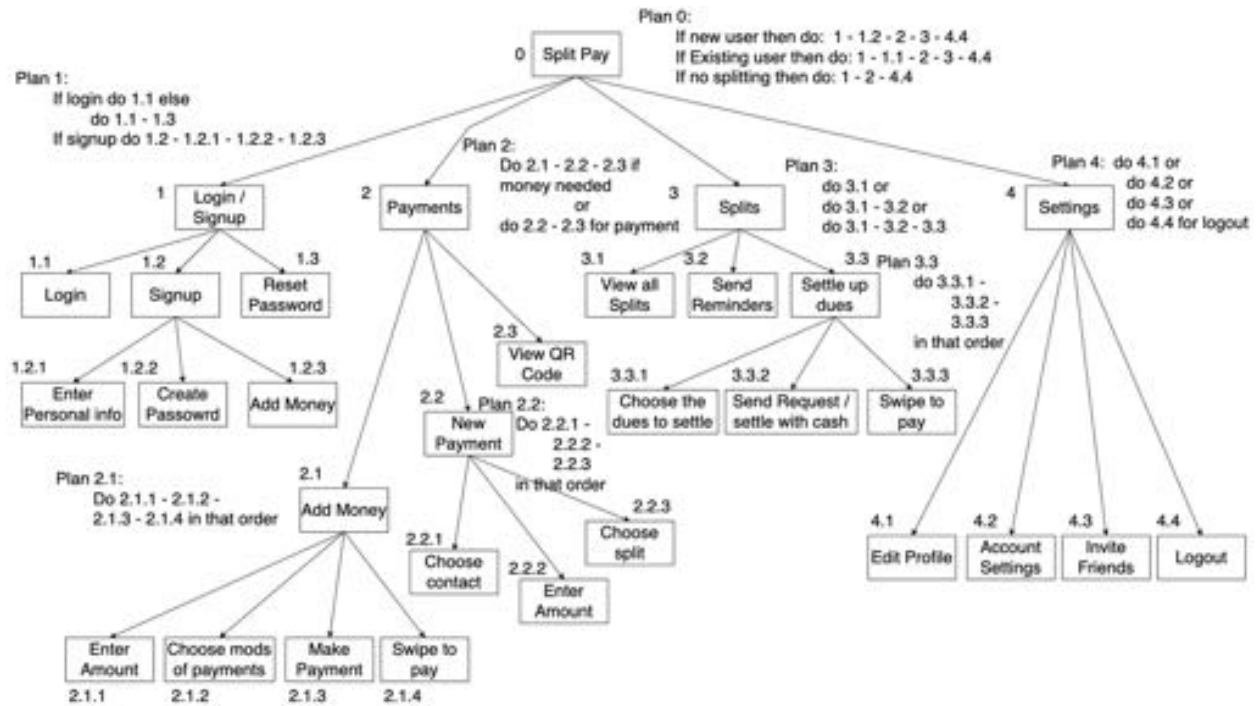 Plan 0:
If new user then do: 1 - 1.2 - 2 - 3 - 4.4
If Existing user then do: 1 - 1.1 - 2 - 3 - 4.4
If no splitting then do: 1 - 2 - 4.4
0
Split Pay
Plan 1:
If login do 1.1 else
do 1.1 - 1.3
If signup do 1.2 - 1.2.1 - 1.2.2 - 1.2.3
Plan 2:
Do 2.1 - 2.2 - 2.3 if
money needed
or
do 2.2 - 2.3 for payment
Plan 3:
do 3.1 or
do 3.1 - 3.2 or
do 3.1 - 3.2 - 3.3
Plan 4: do 4.1 or
do 4.2 or
do 4.3 or
do 4.4 for logout
1
Login /
Signup
2
Payments
3
Splits
4
Settings
1.1
Login
1.2
Signup
1.3
Reset
Password
3.1
View all
Splits
3.2
Send
Reminders
3.3
Settle up
dues
Plan 3.3
do 3.3.1 -
3.3.2 -
3.3.3
in that order
1.2.1
Enter
Personal info
1.2.2
Create
Passowrd
1.2.3
Add Money
2.3
View QR
Code
2.2
New
Payment
Plan 2.2:
Do 2.2.1 -
2.2.2 -
2.2.3
in that order
3.3.1
Choose the
dues to settle
3.3.2
Send Request /
settle with cash
3.3.3
Swipe to
pay
Plan 2.1:
Do 2.1.1 - 2.1.2 -
2.1.3 - 2.1.4 in that order
2.1
Add Money
2.2.1
Choose
contact
2.2.2
Enter
Amount
2.2.3
Choose
split
4.1
Edit Profile
4.2
Account
Settings
4.3
Invite
Friends
4.4
Logout
Enter
Amount
2.1.1
Choose mods
of payments
2.1.2
Make
Payment
2.1.3
Swipe to
pay
2.1.4